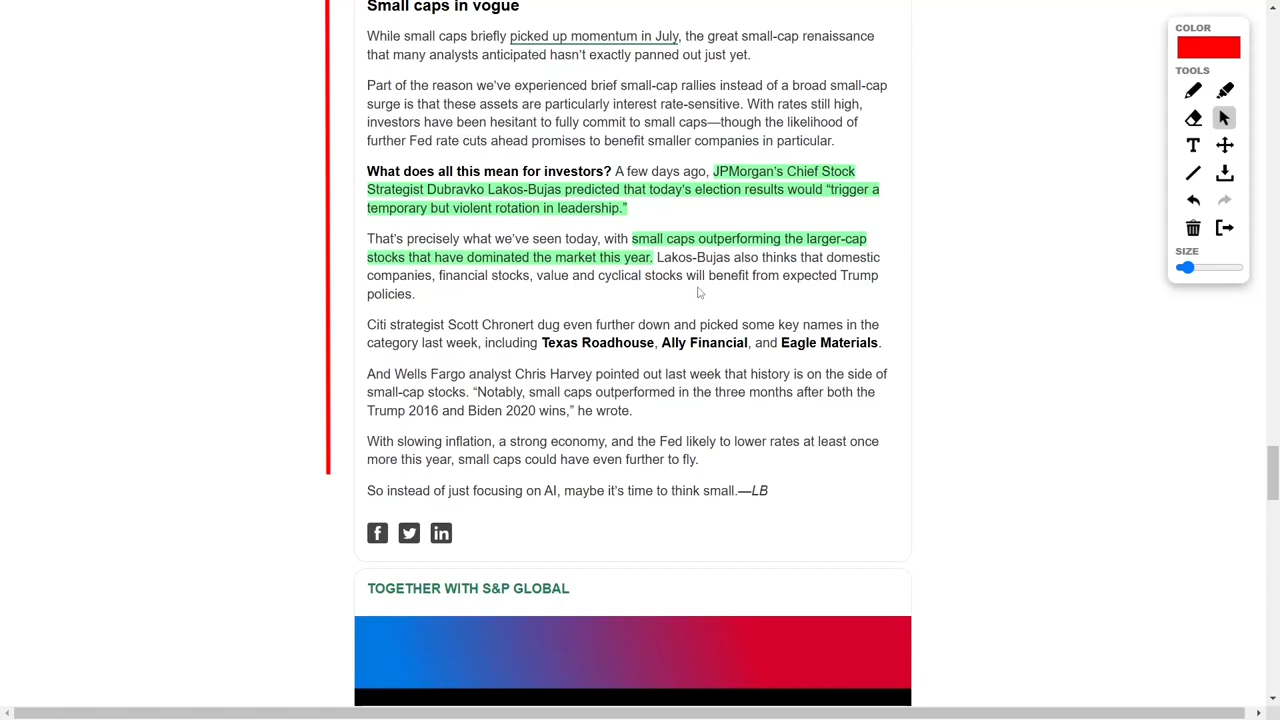 Small caps in vogue
While small caps briefly picked up momentum in July, the great small-cap renaissance
that many analysts anticipated hasn’t exactly panned out just yet.
Part of the reason we’ve experienced brief small-cap rallies instead of a broad small-cap
surge is that these assets are particularly interest rate-sensitive. With rates still high,
investors have been hesitant to fully commit to small caps—though the likelihood of
further Fed rate cuts ahead promises to benefit smaller companies in particular.
What does all this mean for investors? A few days ago, JPMorgan’s Chief Stock
Strategist Dubravko Lakos-Bujas predicted that today’s election results would “trigger a
temporary but violent rotation in leadership.”
That’s precisely what we’ve seen today, with small caps outperforming the larger-cap
stocks that have dominated the market this year. Lakos-Bujas also thinks that domestic
companies, financial stocks, value and cyclical stocks will benefit from expected Trump
policies.
Citi strategist Scott Chronert dug even further down and picked some key names in the
category last week, including Texas Roadhouse, Ally Financial, and Eagle Materials.
And Wells Fargo analyst Chris Harvey pointed out last week that history is on the side of
small-cap stocks. “Notably, small caps outperformed in the three months after both the
Trump 2016 and Biden 2020 wins,” he wrote.
With slowing inflation, a strong economy, and the Fed likely to lower rates at least once
more this year, small caps could have even further to fly.
So instead of just focusing on AI, maybe it’s time to think small.—LB
TOGETHER WITH S&P GLOBAL
COLOR
TOOLS
SIZE